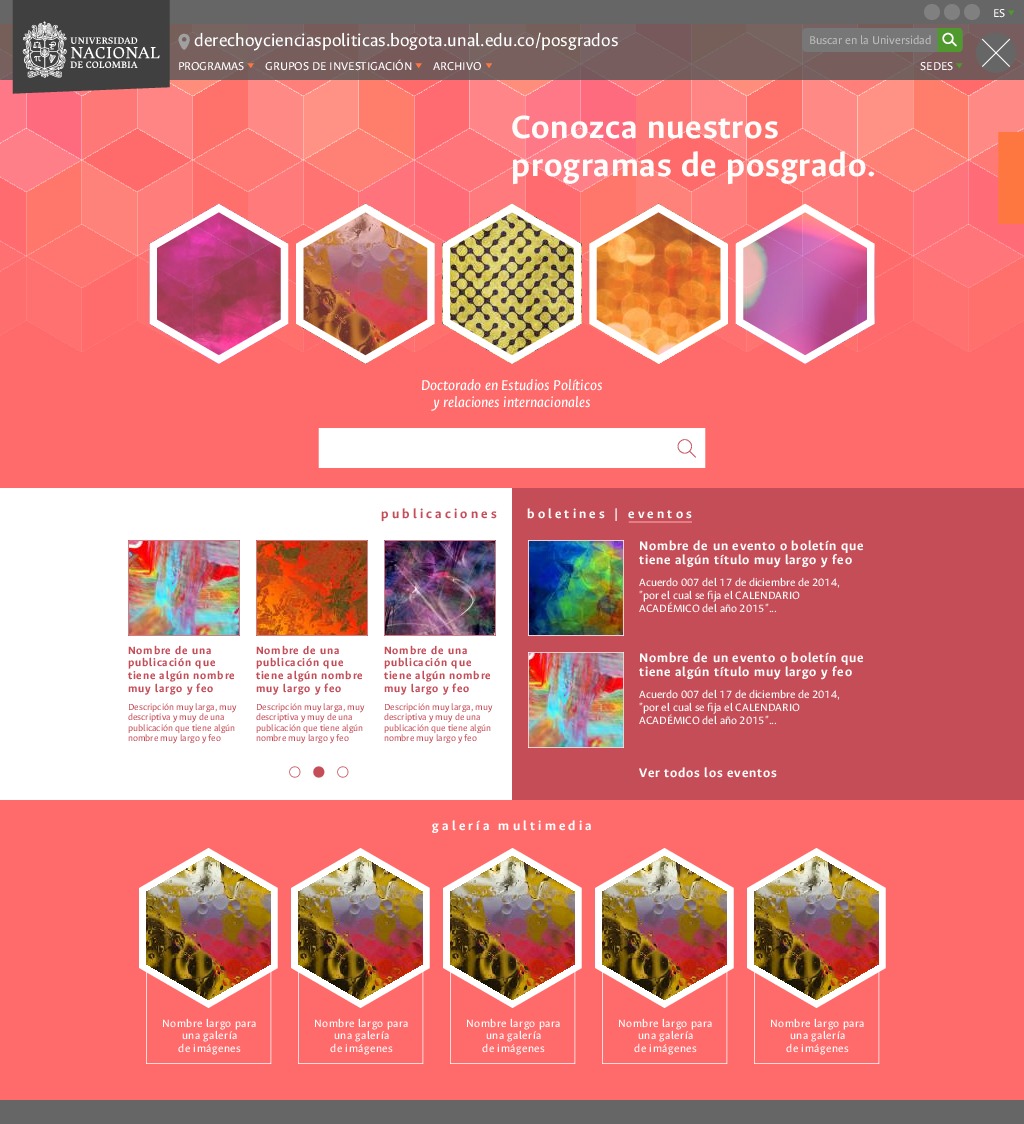 ES
UNIVERSIDAD
NACIONAL
DE COLOMBIA
derechoycienciaspoliticas.bogota.unal.edu.co/posgrados
Buscar en la Universidad
PROGRAMAS GRUPOS DE INVESTIGACIÓN ARCHIVO
SEDES
Conozca nuestros
programas de posgrado.
Doctorado en Estudios Políticos
y relaciones internacionales
publicaciones
Nombre de una
publicación que
tiene algún nombre
muy largo y feo
Descripción muy larga, muy
descriptiva y muy de una
publicación que tiene algún
nombre muy largo y feo
Nombre de una
publicación que
tiene algún nombre
muy largo y feo
Descripción muy larga, muy
descriptiva y muy de una
publicación que tiene algún
nombre muy largo y feo
Nombre de una
publicación que
tiene algún nombre
muy largo y feo
Descripción muy larga, muy
descriptiva y muy de una
publicación que tiene algún
nombre muy largo y feo
boletines | eventos
Nombre de un evento o boletín que
tiene algún título muy largo y feo
Acuerdo 007 del 17 de diciembre de 2014,
"por el cual se fija el CALENDARIO
ACADÉMICO del año 2015"...
Nombre de un evento o boletín que
tiene algún título muy largo y feo
Acuerdo 007 del 17 de diciembre de 2014,
"por el cual se fija el CALENDARIO
ACADÉMICO del año 2015"...
Ver todos los eventos
galería multimedia
Nombre largo para
una galería
de imágenes
Nombre largo para
una galería
de imágenes
Nombre largo para
una galería
de imágenes
Nombre largo para
una galería
de imágenes
Nombre largo para
una galería
de imágenes